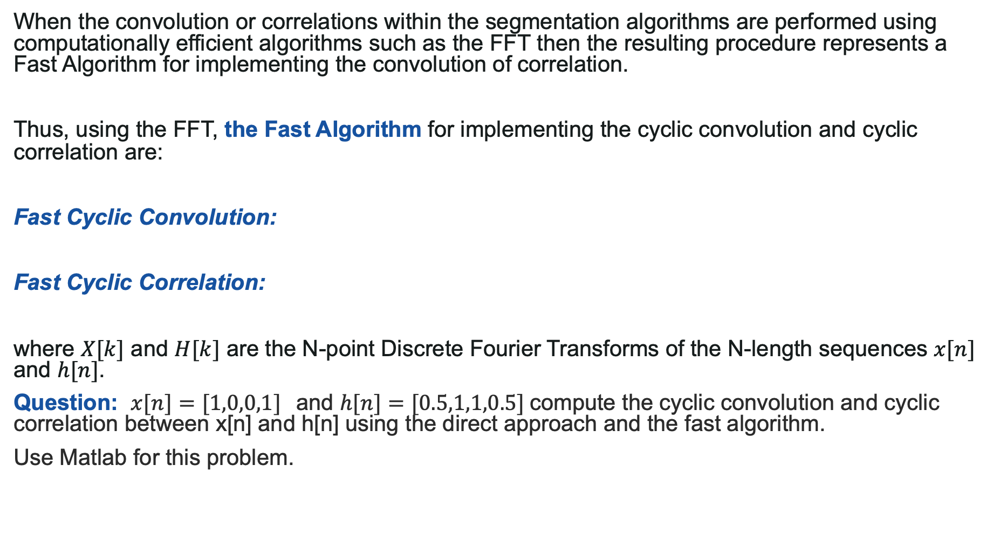 When the convolution or correlations within the segmentation algorithms are performed using
computationally efficient algorithms such as the FFT then the resulting procedure represents a
Fast Algorithm for implementing the convolution of correlation.
Thus, using the FFT, the Fast Algorithm for implementing the cyclic convolution and cyclic
correlation are:
Fast Cyclic Convolution:
Fast Cyclic Correlation:
where X[k] and H[k] are the N-point Discrete Fourier Transforms of the N-length sequences x[n]
and h[n].
Question: x[n] = [1,0,0,1] and h[n] = [0.5,1,1,0.5] compute the cyclic convolution and cyclic
correlation between x[n] and h[n] using the direct approach and the fast algorithm.
Use Matlab for this problem.